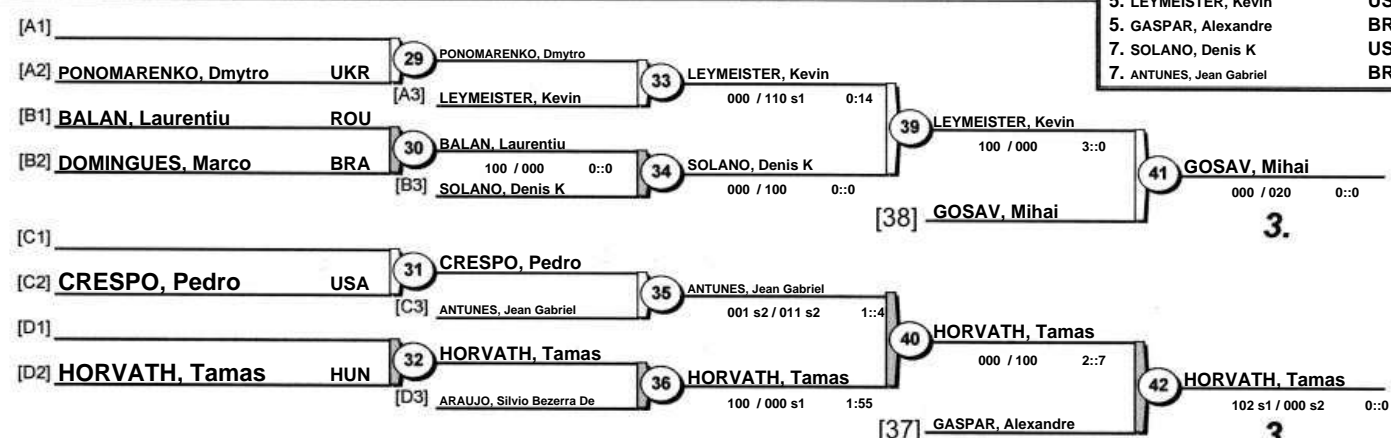 5. LEYMEISTER, Kevin US
5. GASPAR, Alexandre BR
7. SOLANO, Denis K US
7. ANTUNES, Jean Gabriel BR
[A1]
[A2] PONOMARENKO, Dmytro UKR
29
PONOMARENKO, Dmytro
[A3] LEYMEISTER, Kevin
33
LEYMEISTER, Kevin
000 / 110 s1 0:14
[B1] BALAN, Laurentiu ROU
[B2] DOMINGUES, Marco BRA
30
BALAN, Laurentiu
100 / 000 0::0
[B3] SOLANO, Denis K
34
SOLANO, Denis K
000 / 100 0::0
39
LEYMEISTER, Kevin
100 / 000 3::0
[38] GOSAV, Mihai
41
GOSAV, Mihai
000 / 020 0::0
3.
[C1]
[C2] CRESPO, Pedro USA
31
CRESPO, Pedro
[C3] ANTUNES, Jean Gabriel
35
ANTUNES, Jean Gabriel
001 s2 / 011 s2 1::4
[D1]
[D2] HORVATH, Tamas HUN
32
HORVATH, Tamas
[D3] ARAUJO, Silvio Bezerra De
36
HORVATH, Tamas
100 / 000 s1 1:55
40
HORVATH, Tamas
000 / 100 2::7
[37] GASPAR, Alexandre
42
HORVATH, Tamas
102 s1 / 000 s2 0::0
3